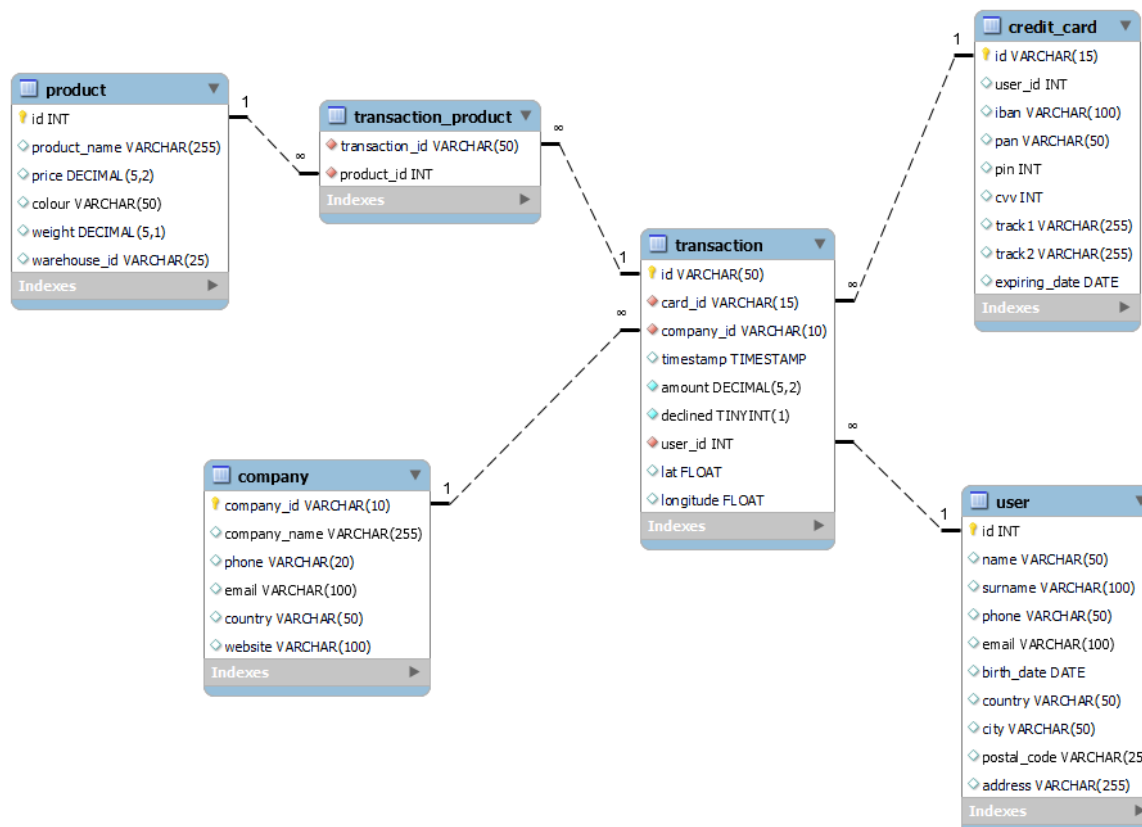 product
id INT
product_name VARCHAR(255)
price DECIMAL(5,2)
colour VARCHAR(50)
weight DECIMAL(5,1)
warehouse_id VARCHAR(25)
Indexes
1
∞
transaction_product
transaction_id VARCHAR(50)
product_id INT
Indexes
∞
1
transaction
id VARCHAR(50)
card_id VARCHAR(15)
company_id VARCHAR(10)
timestamp TIMESTAMP
amount DECIMAL(5,2)
declined TINYINT(1)
user_id INT
lat FLOAT
longitude FLOAT
Indexes
∞
1
credit_card
id VARCHAR(15)
user_id INT
iban VARCHAR(100)
pan VARCHAR(50)
pin INT
cvv INT
track1 VARCHAR(255)
track2 VARCHAR(255)
expiring_date DATE
Indexes
∞
1
company
company_id VARCHAR(10)
company_name VARCHAR(255)
phone VARCHAR(20)
email VARCHAR(100)
country VARCHAR(50)
website VARCHAR(100)
Indexes
∞
1
user
id INT
name VARCHAR(50)
surname VARCHAR(100)
phone VARCHAR(50)
email VARCHAR(100)
birth_date DATE
country VARCHAR(50)
city VARCHAR(50)
postal_code VARCHAR(25
address VARCHAR(255)
Indexes